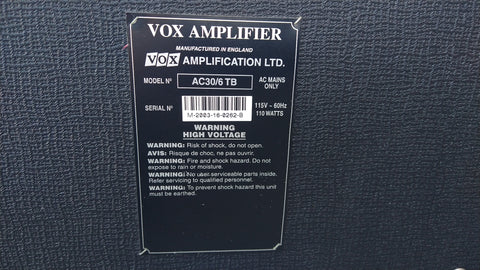 VOX AMPLIFIER
MANUFACTURED IN ENGLAND
VOX AMPLIFICATION LTD.
MODEL Nº AC30/6 TB AC MAINS ONLY
SERIAL Nº M-2003-16-0262-B 115V ~ 60Hz 110 WATTS
WARNING
HIGH VOLTAGE
WARNING: Risk of shock, do not open.
AVIS: Risque de choc, ne pas ouvrir.
WARNING: Fire and shock hazard. Do not
expose to rain or moisture.
WARNING: No user-serviceable parts inside.
Refer servicing to qualified personnel.
WARNING: To prevent shock hazard this unit
must be earthed.